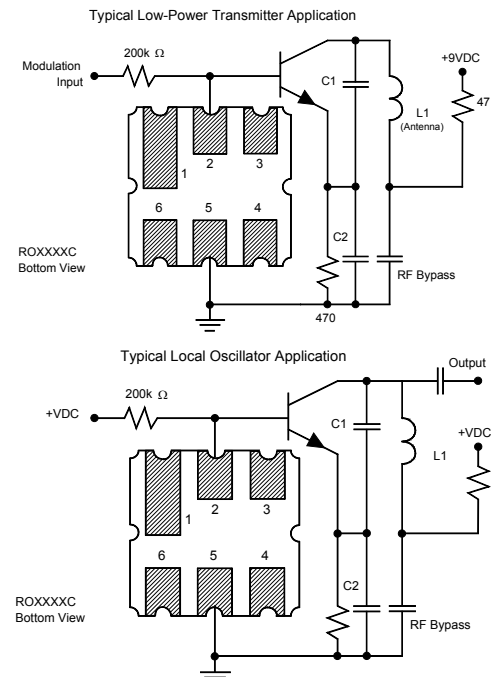 Typical Low-Power Transmitter Application
200k Ω
Modulation
Input
C1
+9VDC
47
L1
(Antenna)
1
2
3
6
5
4
C2
ROXXXXC
Bottom View
RF Bypass
470
Typical Local Oscillator Application
Output
200k Ω
+VDC
C1
+VDC
L1
1
2
3
6
5
4
C2
ROXXXXC
Bottom View
RF Bypass